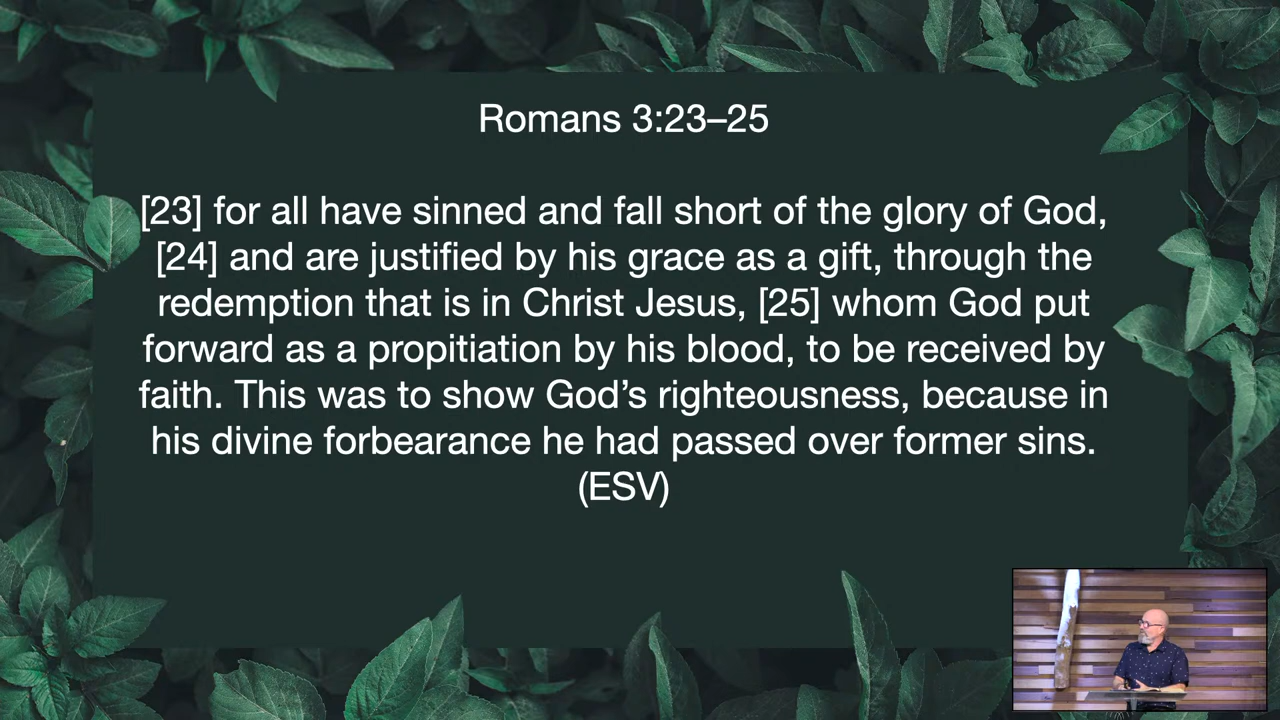 Romans 3:23–25
[23] for all have sinned and fall short of the glory of God,
[24] and are justified by his grace as a gift, through the
redemption that is in Christ Jesus, [25] whom God put
forward as a propitiation by his blood, to be received by
faith. This was to show God’s righteousness, because in
his divine forbearance he had passed over former sins.
(ESV)